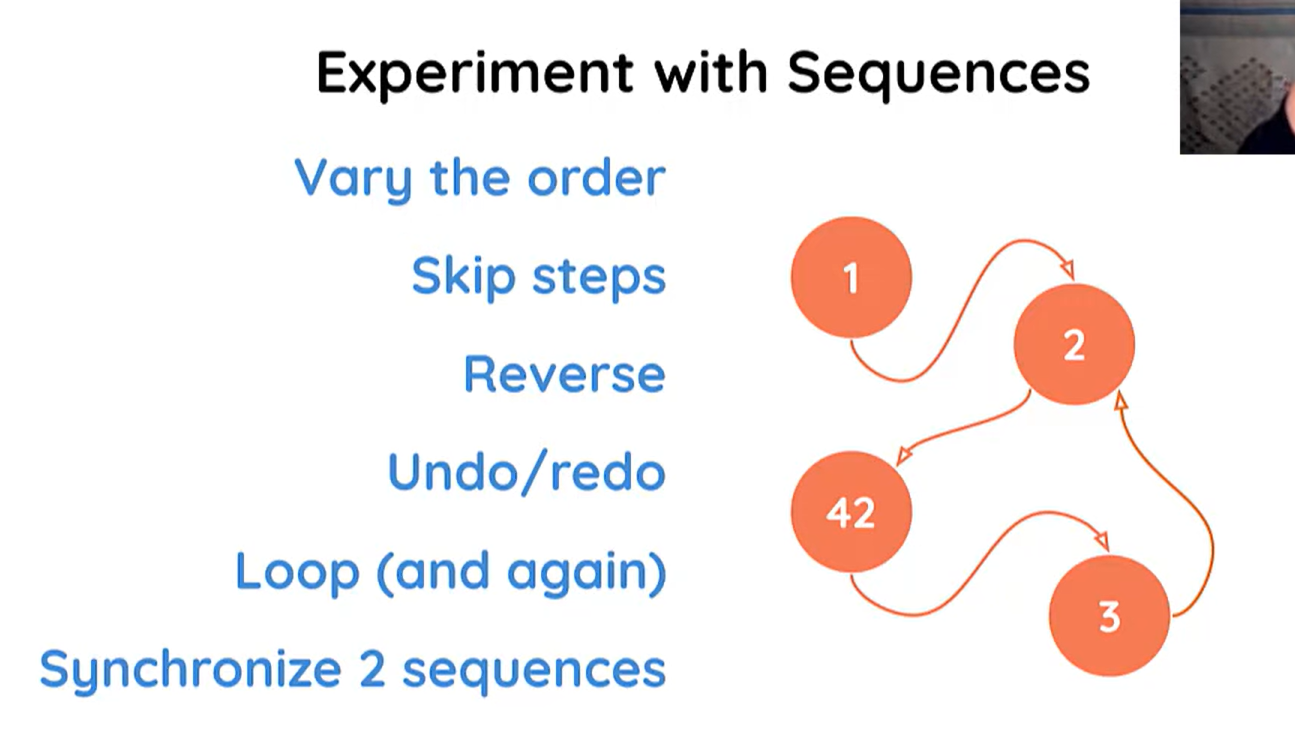 Experiment with Sequences
Vary the order
Skip steps
Reverse
Undo/redo
Loop (and again)
Synchronize 2 sequences
1
2
42
3